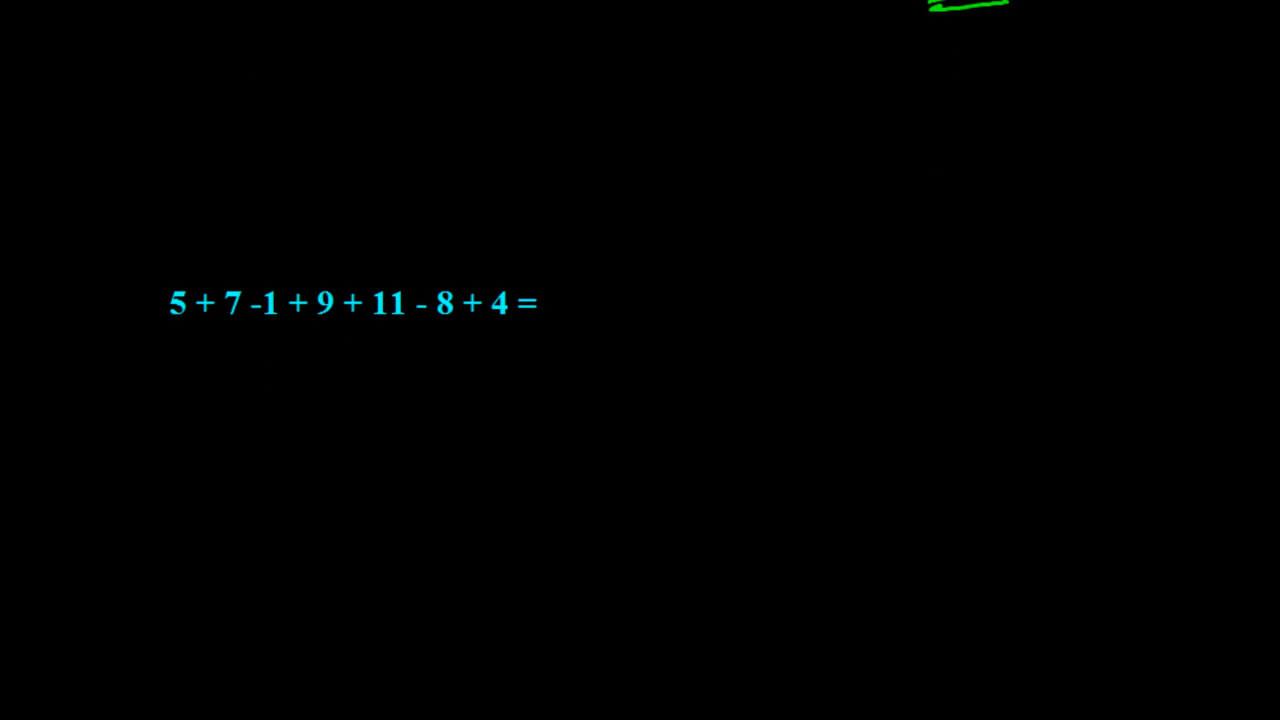 5 + 7 -1 + 9 + 11 - 8 + 4 =